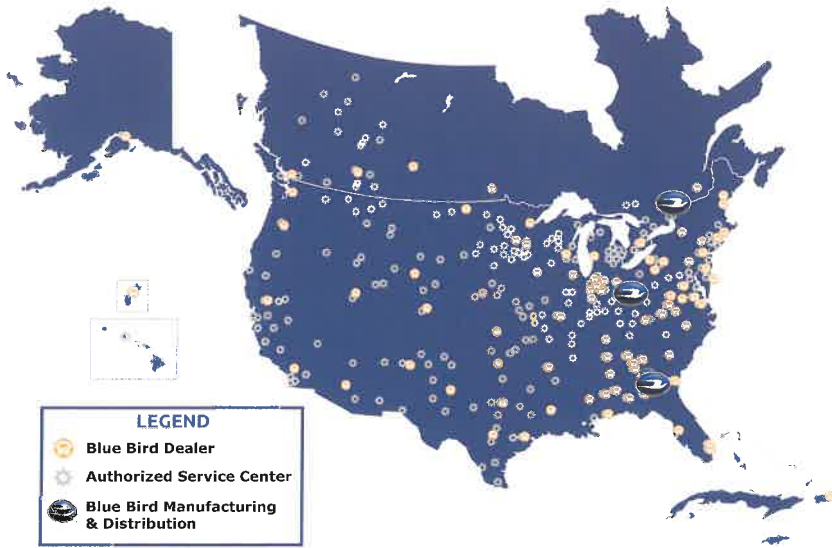 LEGEND
Blue Bird Dealer
Authorized Service Center
Blue Bird Manufacturing
& Distribution